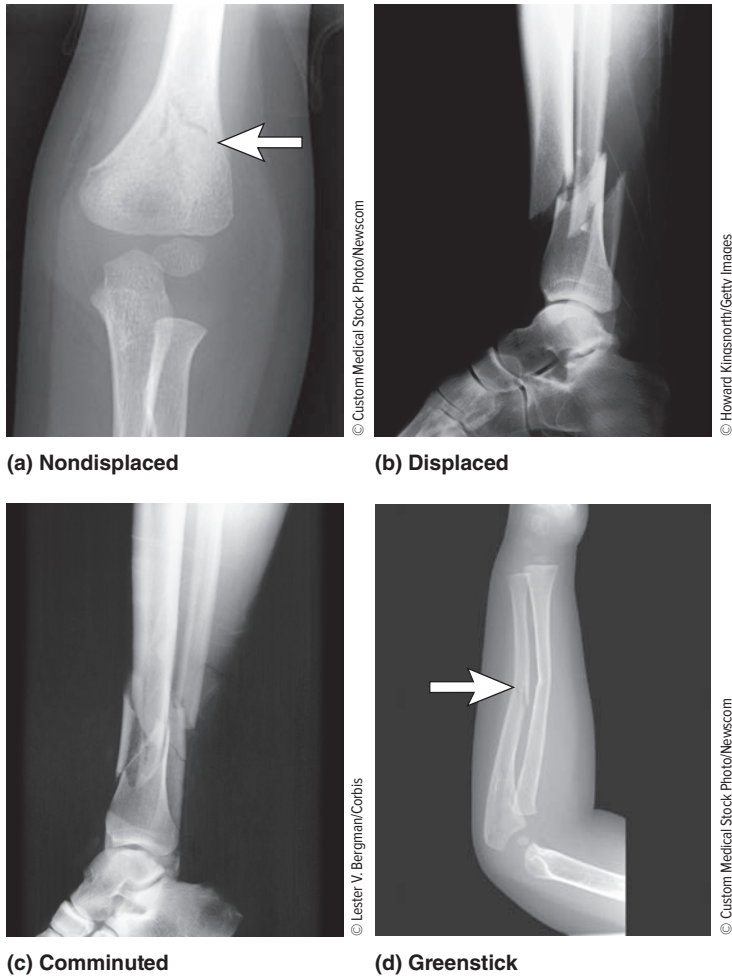 © Custom Medical Stock Photo/Newscom
(a) Nondisplaced
© Howard Kingsnorth/Getty Images
(b) Displaced
© Lester V. Bergman/Corbis
(c) Comminuted
© Custom Medical Stock Photo/Newscom
(d) Greenstick